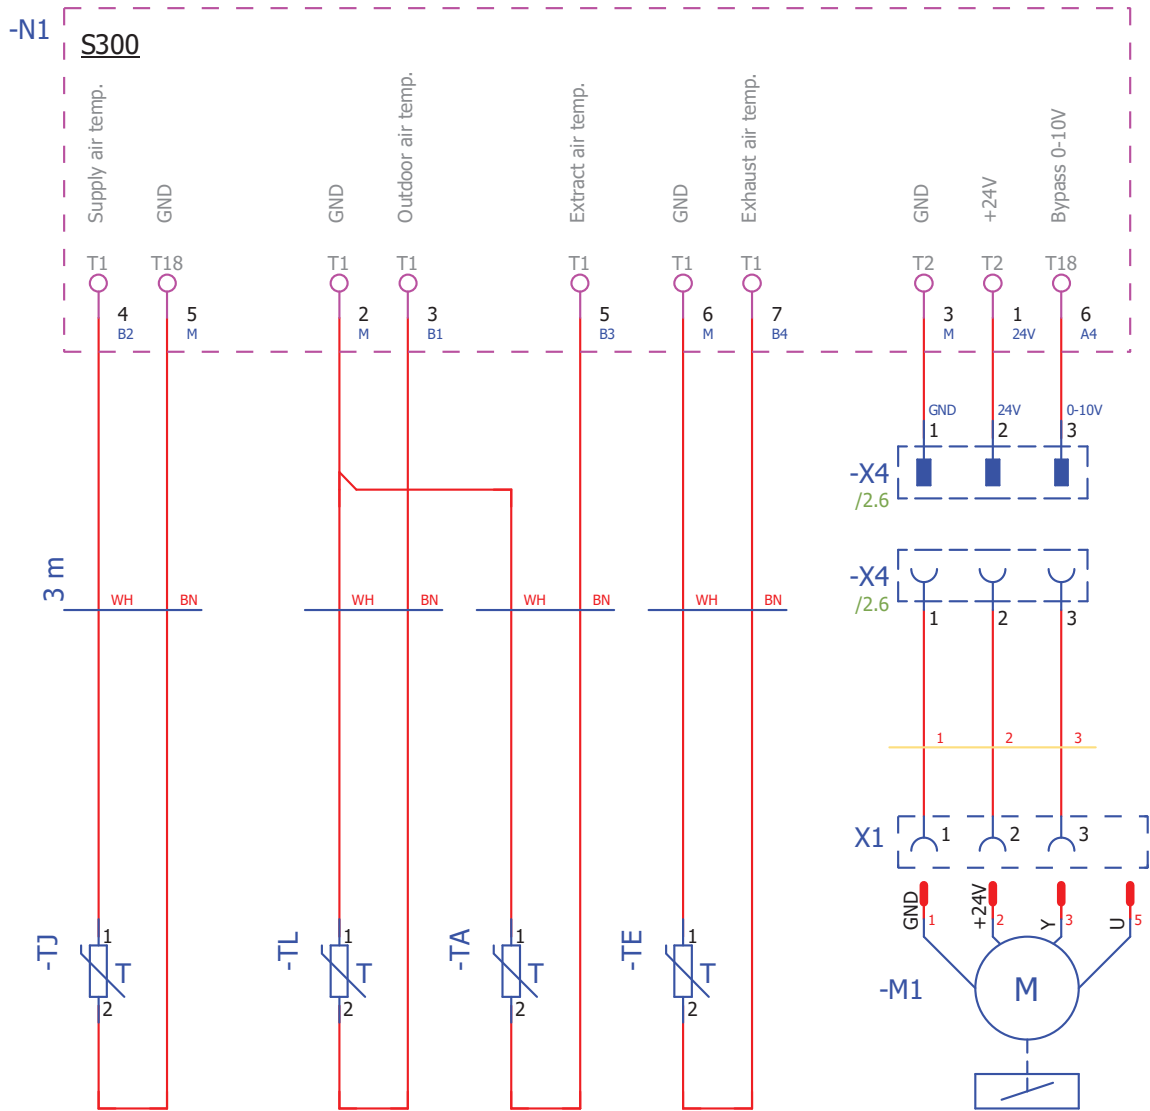 -N1
S300
Supply air temp.
GND
GND
Outdoor air temp.
Extract air temp.
GND
Exhaust air temp.
GND
+24V
Bypass 0-10V
T1 T18 T1 T1 T1 T1 T1 T2 T2 T18
4 5 2 3 5 6 7 3 1 6
B2 M M B1 B3 M B4 M 24V A4
GND 24V 0-10V
1 2 3
-X4
/2.6
-X4
/2.6
1 2 3
3 m
WH BN WH BN WH BN WH BN
1 2 3
X1
1 2 3
GND +24V Y U
1 2 3 5
-TJ
1
T
2
-TL
1
T
2
-TA
1
T
2
-TE
1
T
2
-M1
M